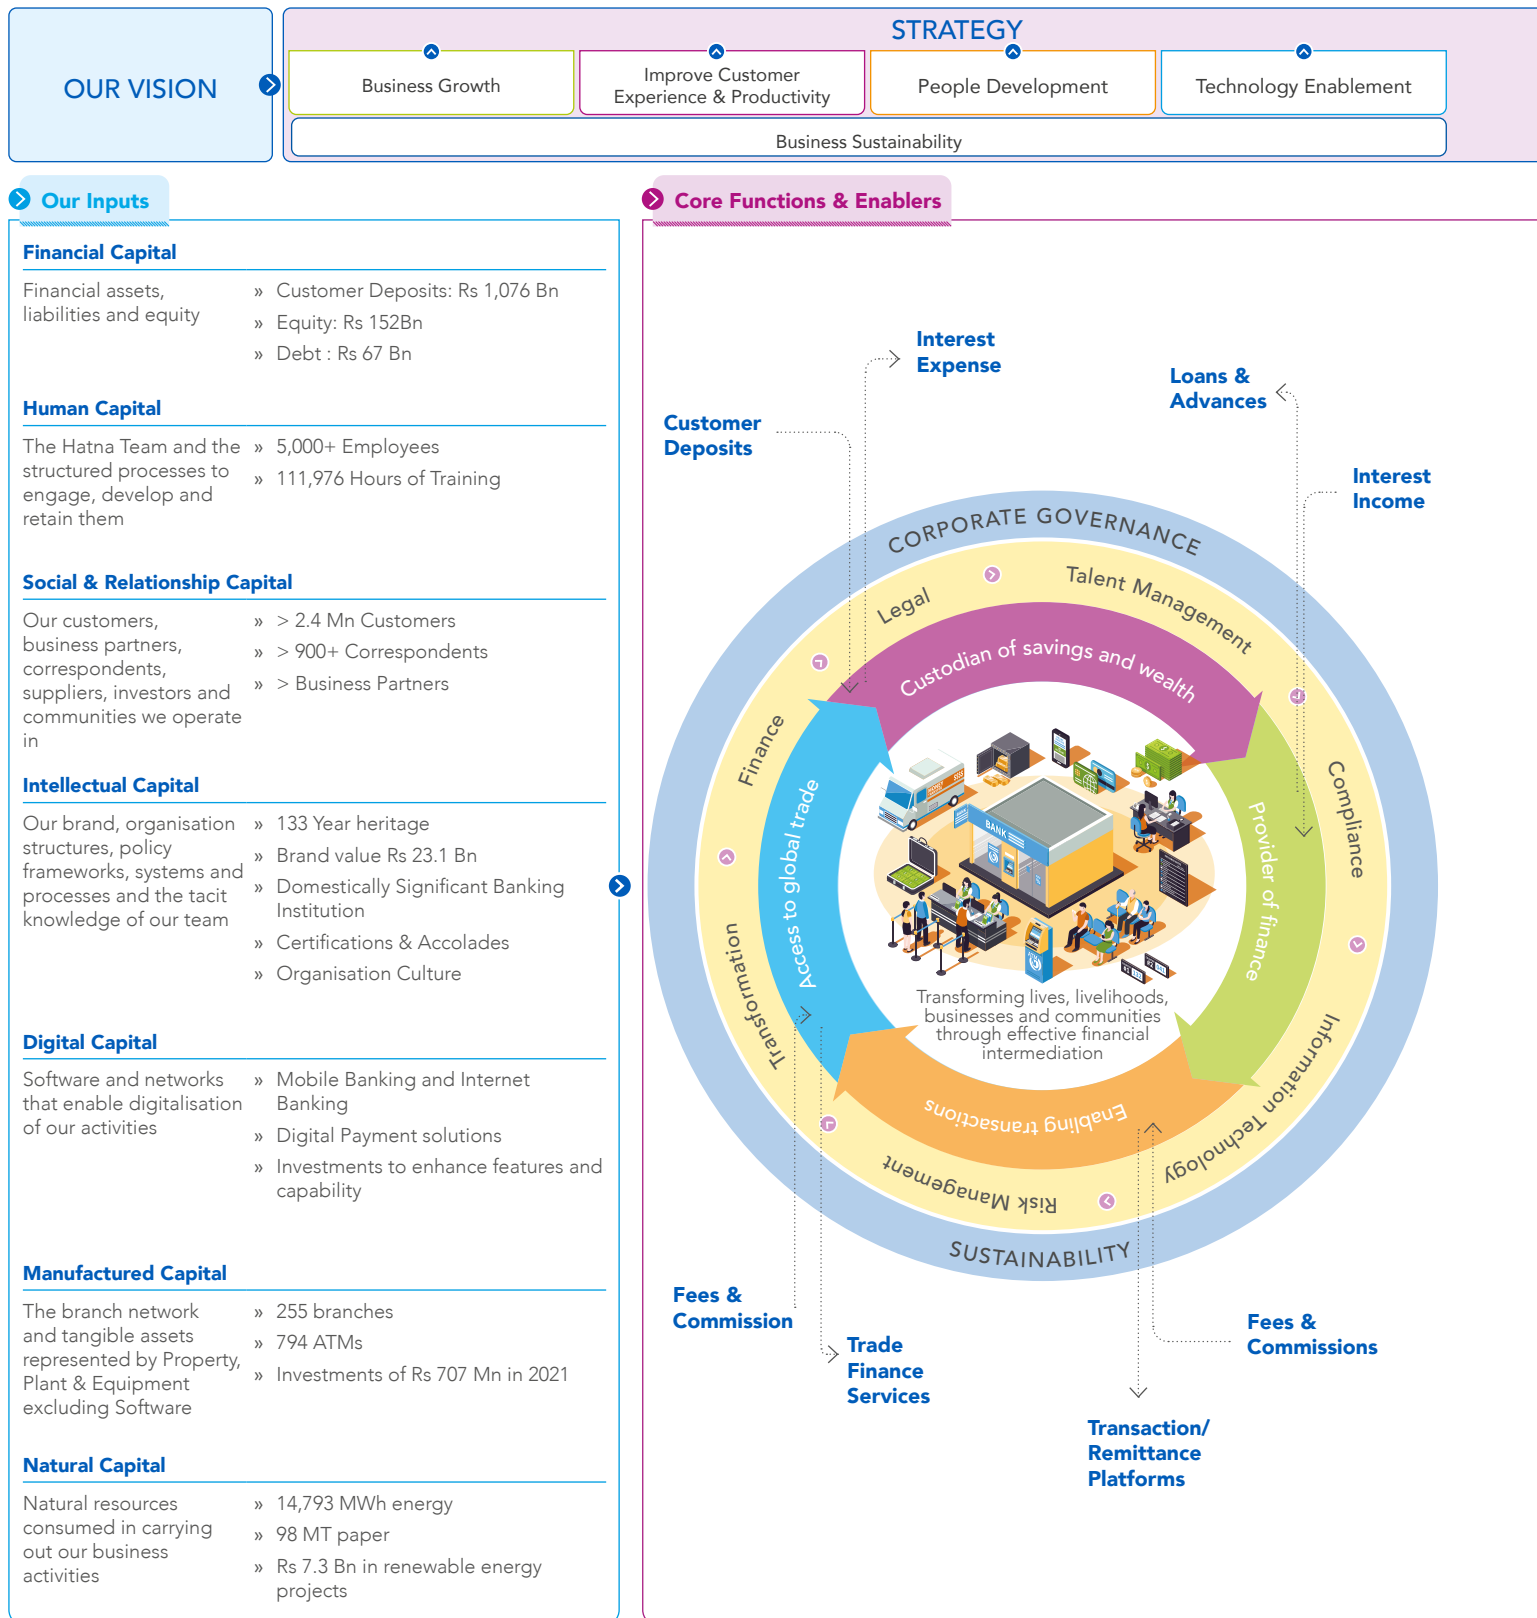 OUR VISION
STRATEGY
Business Growth
Improve Customer
Experience & Productivity
People Development
Technology Enablement
Business Sustainability
Our Inputs
Financial Capital
Financial assets,
liabilities and equity
» Customer Deposits: Rs 1,076 Bn
» Equity: Rs 152Bn
» Debt : Rs 67 Bn
Human Capital
The Hatna Team and the
structured processes to
engage, develop and
retain them
» 5,000+ Employees
» 111,976 Hours of Training
Social & Relationship Capital
Our customers,
business partners,
correspondents,
suppliers, investors and
communities we operate
in
» > 2.4 Mn Customers
» > 900+ Correspondents
» > Business Partners
Intellectual Capital
Our brand, organisation
structures, policy
frameworks, systems and
processes and the tacit
knowledge of our team
» 133 Year heritage
» Brand value Rs 23.1 Bn
» Domestically Significant Banking
Institution
» Certifications & Accolades
» Organisation Culture
Digital Capital
Software and networks
that enable digitalisation
of our activities
» Mobile Banking and Internet
Banking
» Digital Payment solutions
» Investments to enhance features and
capability
Manufactured Capital
The branch network
and tangible assets
represented by Property,
Plant & Equipment
excluding Software
» 255 branches
» 794 ATMs
» Investments of Rs 707 Mn in 2021
Natural Capital
Natural resources
consumed in carrying
out our business
activities
» 14,793 MWh energy
» 98 MT paper
» Rs 7.3 Bn in renewable energy
projects
Core Functions & Enablers
Interest
Expense
Loans &
Advances
Customer
Deposits
Interest
Income
CORPORATE GOVERNANCE
Legal
Talent Management
Compliance
Information Technology
Risk Management
Transformation
Finance
Custodian of savings and wealth
Provider of finance
Enabling transactions
Access to global trade
BANK
Transforming lives, livelihoods,
businesses and communities
through effective financial
intermediation
SUSTAINABILITY
Fees &
Commission
Trade
Finance
Services
Fees &
Commissions
Transaction/
Remittance
Platforms